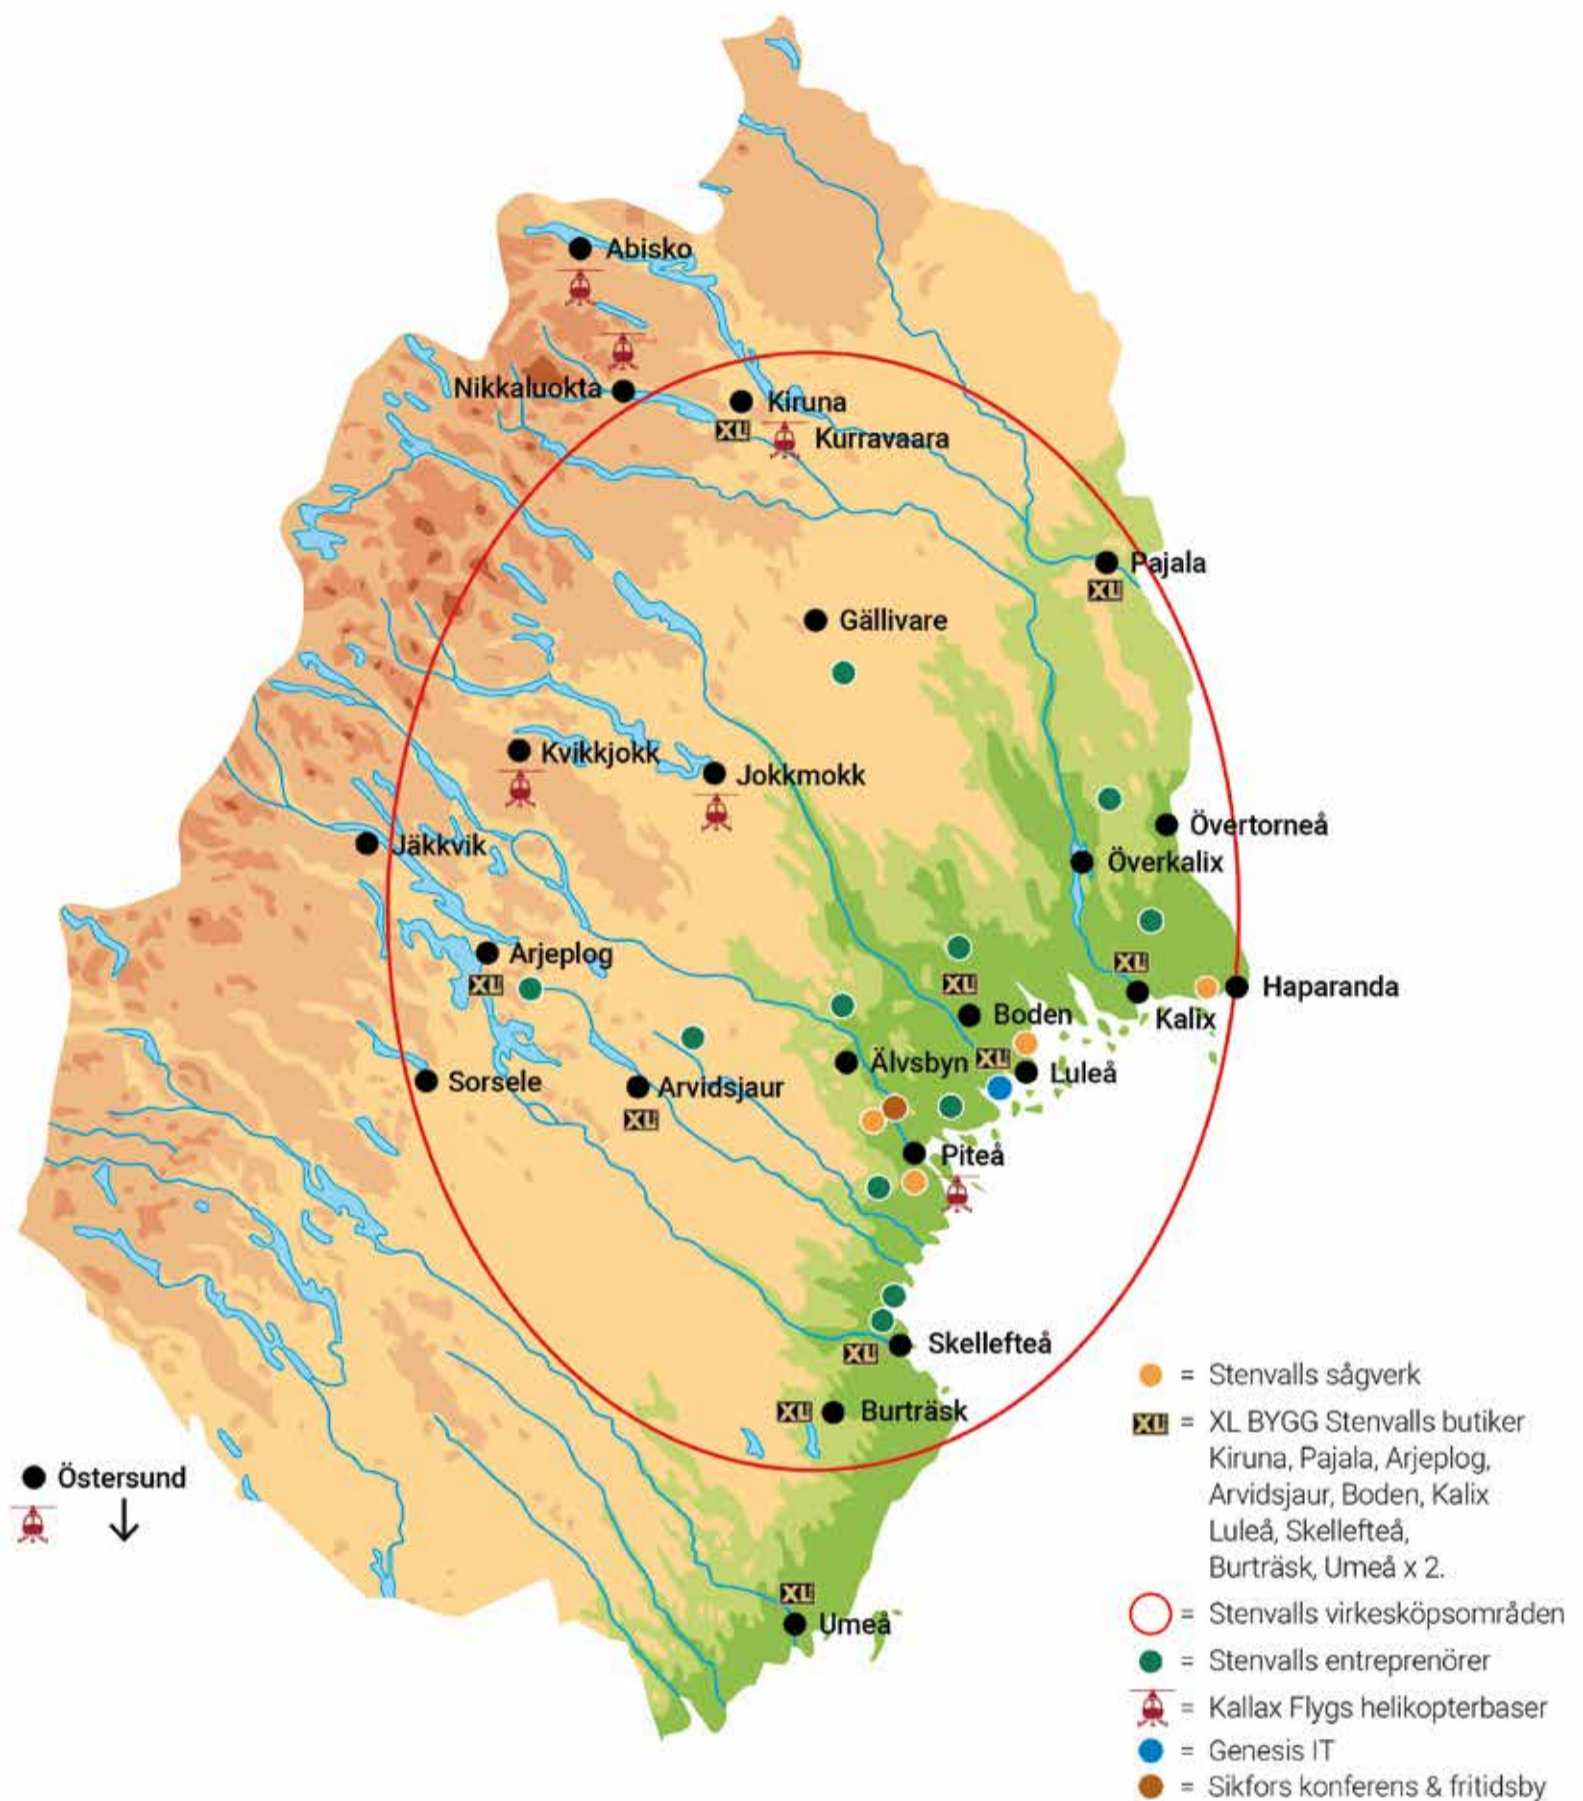 Abisko
Nikkaluokta
Kiruna
XL
Kurravaara
Pajala
XL
Gällivare
Kvikkjokk
Jokkmokk
Övertorneå
Jäkkvik
Överkalix
Arjeplog
XL
XL
XL
Haparanda
Boden
Kalix
Älvsbyn
XL
Luleå
Sorsele
Arvidsjaur
XL
Piteå
Skellefteå
XL
XL
Burträsk
Östersund
XL
Umeå
= Stenvalls sågverk
XL = XL BYGG Stenvalls butiker
Kiruna, Pajala, Arjeplog,
Arvidsjaur, Boden, Kalix
Luleå, Skellefteå,
Burträsk, Umeå x 2.
= Stenvalls virkesköpsområden
= Stenvalls entreprenörer
= Kallax Flygs helikopterbaser
= Genesis IT
= Sikfors konferens & fritidsby